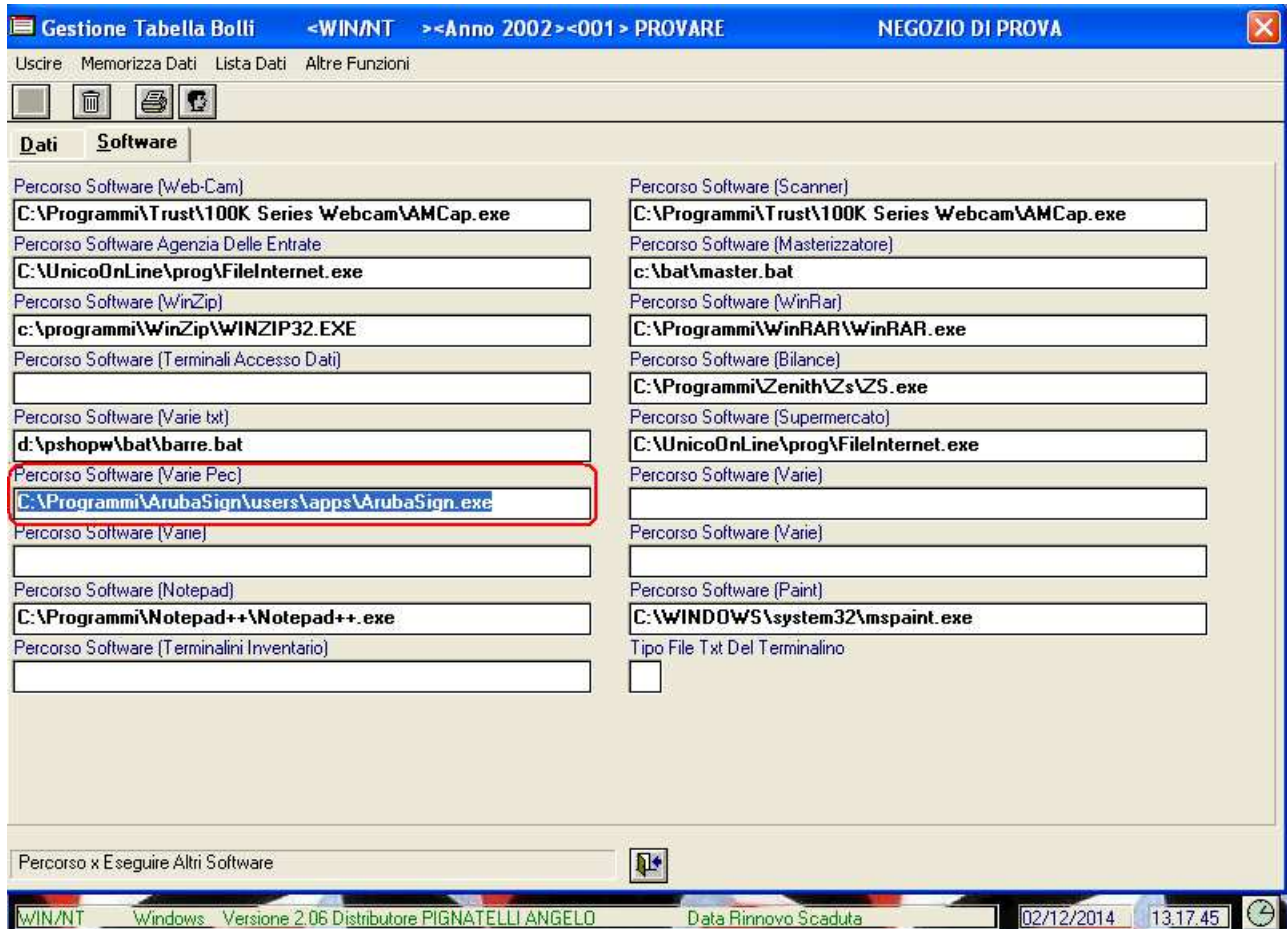 Gestione Tabella Bolli <WIN/NT ><Anno 2002><001> PROVARE NEGOZIO DI PROVA
Uscire Memorizza Dati Lista Dati Altre Funzioni
Dati Software
Percorso Software (Web-Cam) Percorso Software (Scanner)
C:\Programmi\Trust\100K Series Webcam\AMCap.exe C:\Programmi\Trust\100K Series Webcam\AMCap.exe
Percorso Software Agenzia Delle Entrate Percorso Software (Masterizzatore)
C:\UnicoOnLine\prog\FileInternet.exe c:\bat\master.bat
Percorso Software (WinZip) Percorso Software (WinRar)
c:\programmi\WinZip\WINZIP32.EXE C:\Programmi\WinRAR\WinRAR.exe
Percorso Software (Terminali Accesso Dati) Percorso Software (Bilance)
C:\Programmi\Zenith\Zs\ZS.exe
Percorso Software (Varie txt) Percorso Software (Supermercato)
d:\pshopw\bat\barre.bat C:\UnicoOnLine\prog\FileInternet.exe
Percorso Software (Varie Pec) Percorso Software (Varie)
C:\Programmi\ArubaSign\users\apps\ArubaSign.exe
Percorso Software (Varie) Percorso Software (Varie)
Percorso Software (Notepad) Percorso Software (Paint)
C:\Programmi\Notepad++\Notepad++.exe C:\WINDOWS\system32\mspaint.exe
Percorso Software (Terminalini Inventario) Tipo File Txt Del Terminalino
Percorso x Eseguire Altri Software
WIN/NT Windows Versione 2.06 Distributore PIGNATELLI ANGELO Data Rinnovo Scaduta 02/12/2014 13.17.45